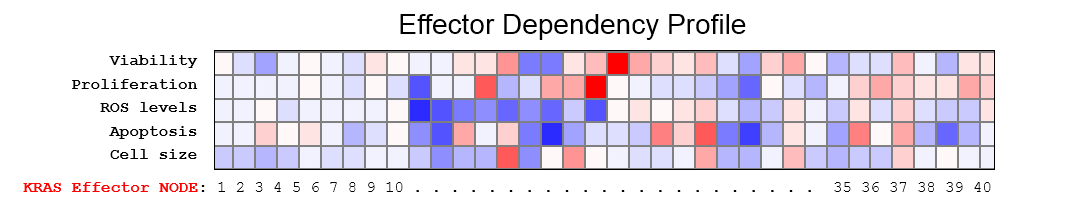 Effector Dependency Profile
Viability
Proliferation
ROS levels
Apoptosis
Cell size
KRAS Effector NODE: 1 2 3 4 5 6 7 8 9 10 . . . . . . . . . . . . . . . . . . . . . . 35 36 37 38 39 40